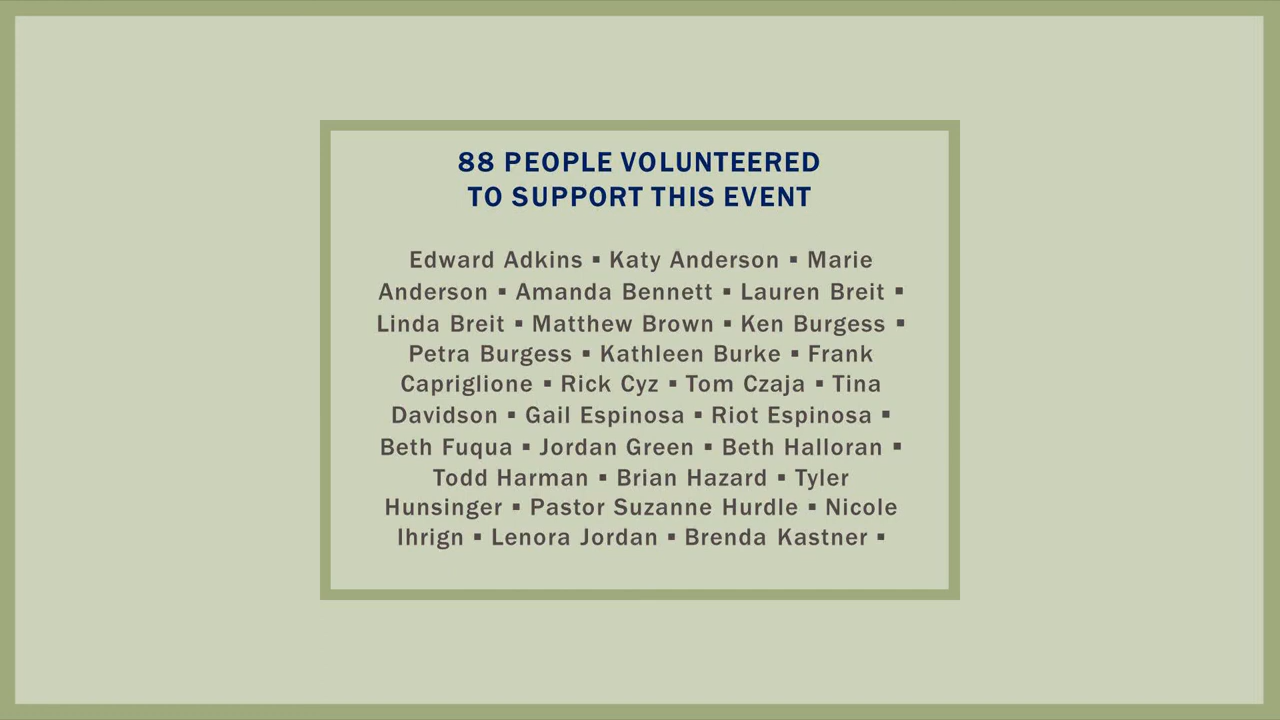 88 PEOPLE VOLUNTEERED
TO SUPPORT THIS EVENT
Edward Adkins ▪ Katy Anderson ▪ Marie
Anderson ▪ Amanda Bennett ▪ Lauren Breit ▪
Linda Breit ▪ Matthew Brown ▪ Ken Burgess ▪
Petra Burgess ▪ Kathleen Burke ▪ Frank
Capriglione ▪ Rick Cyz ▪ Tom Czaja ▪ Tina
Davidson ▪ Gail Espinosa ▪ Riot Espinosa ▪
Beth Fuqua ▪ Jordan Green ▪ Beth Halloran ▪
Todd Harman ▪ Brian Hazard ▪ Tyler
Hunsinger ▪ Pastor Suzanne Hurdle ▪ Nicole
Ihrign ▪ Lenora Jordan ▪ Brenda Kastner ▪